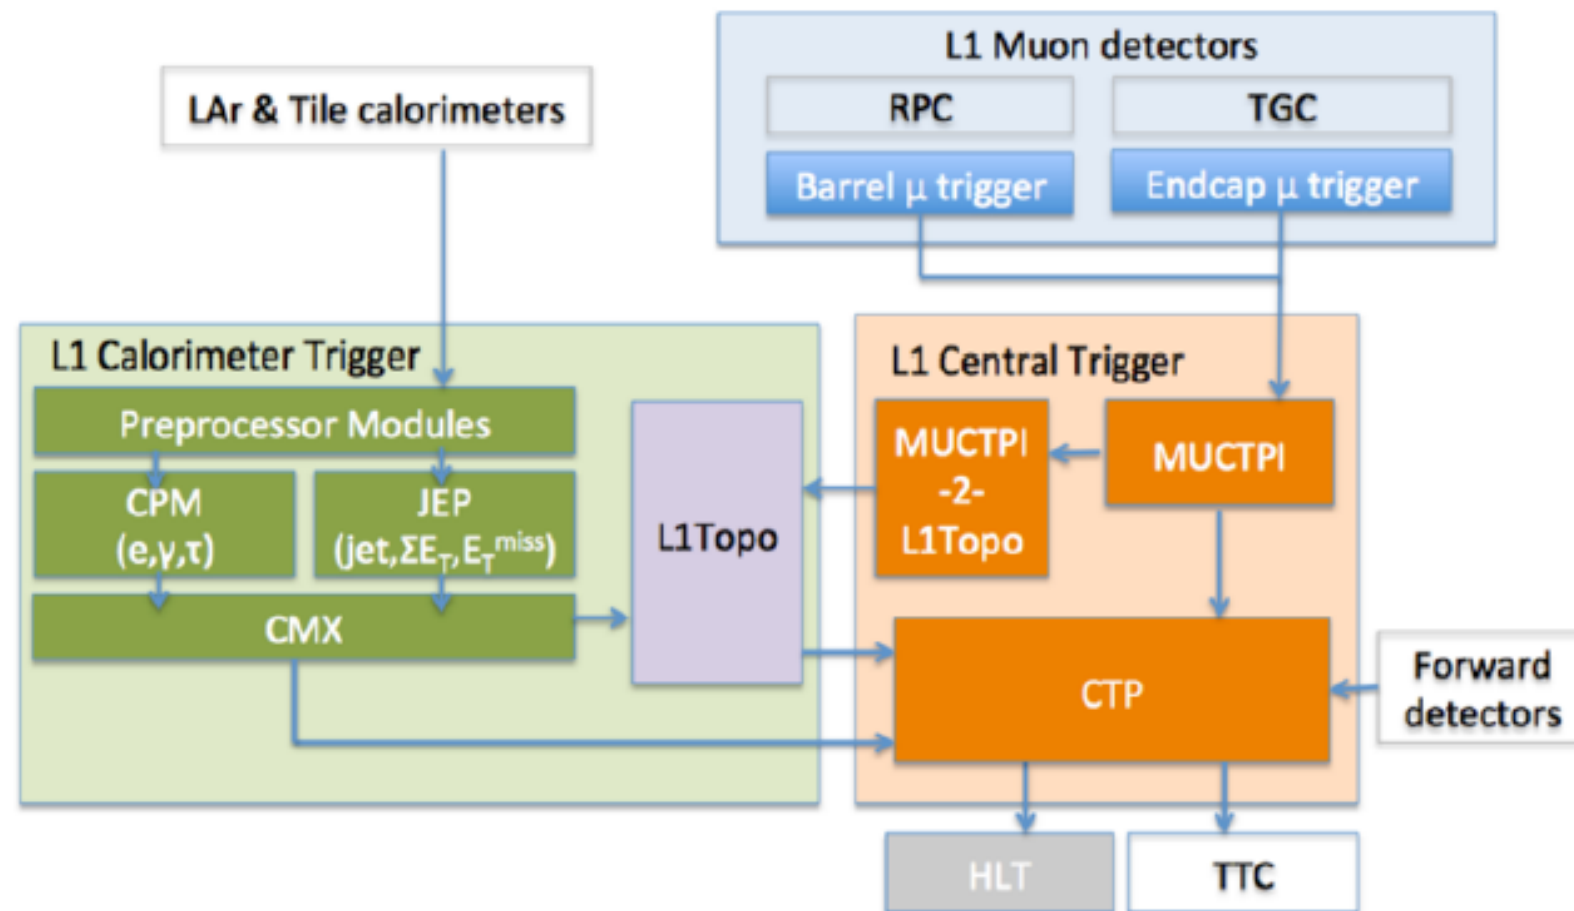 L1 Muon detectors
LAr & Tile calorimeters
RPC
TGC
Barrel μ trigger
Endcap μ trigger
L1 Calorimeter Trigger
Preprocessor Modules
CPM
(e,γ,τ)
JEP
(jet,ΣE_T,E_T^miss)
CMX
L1Topo
L1 Central Trigger
MUCTPI
-2-
L1Topo
MUCTPI
CTP
Forward
detectors
HLT
TTC